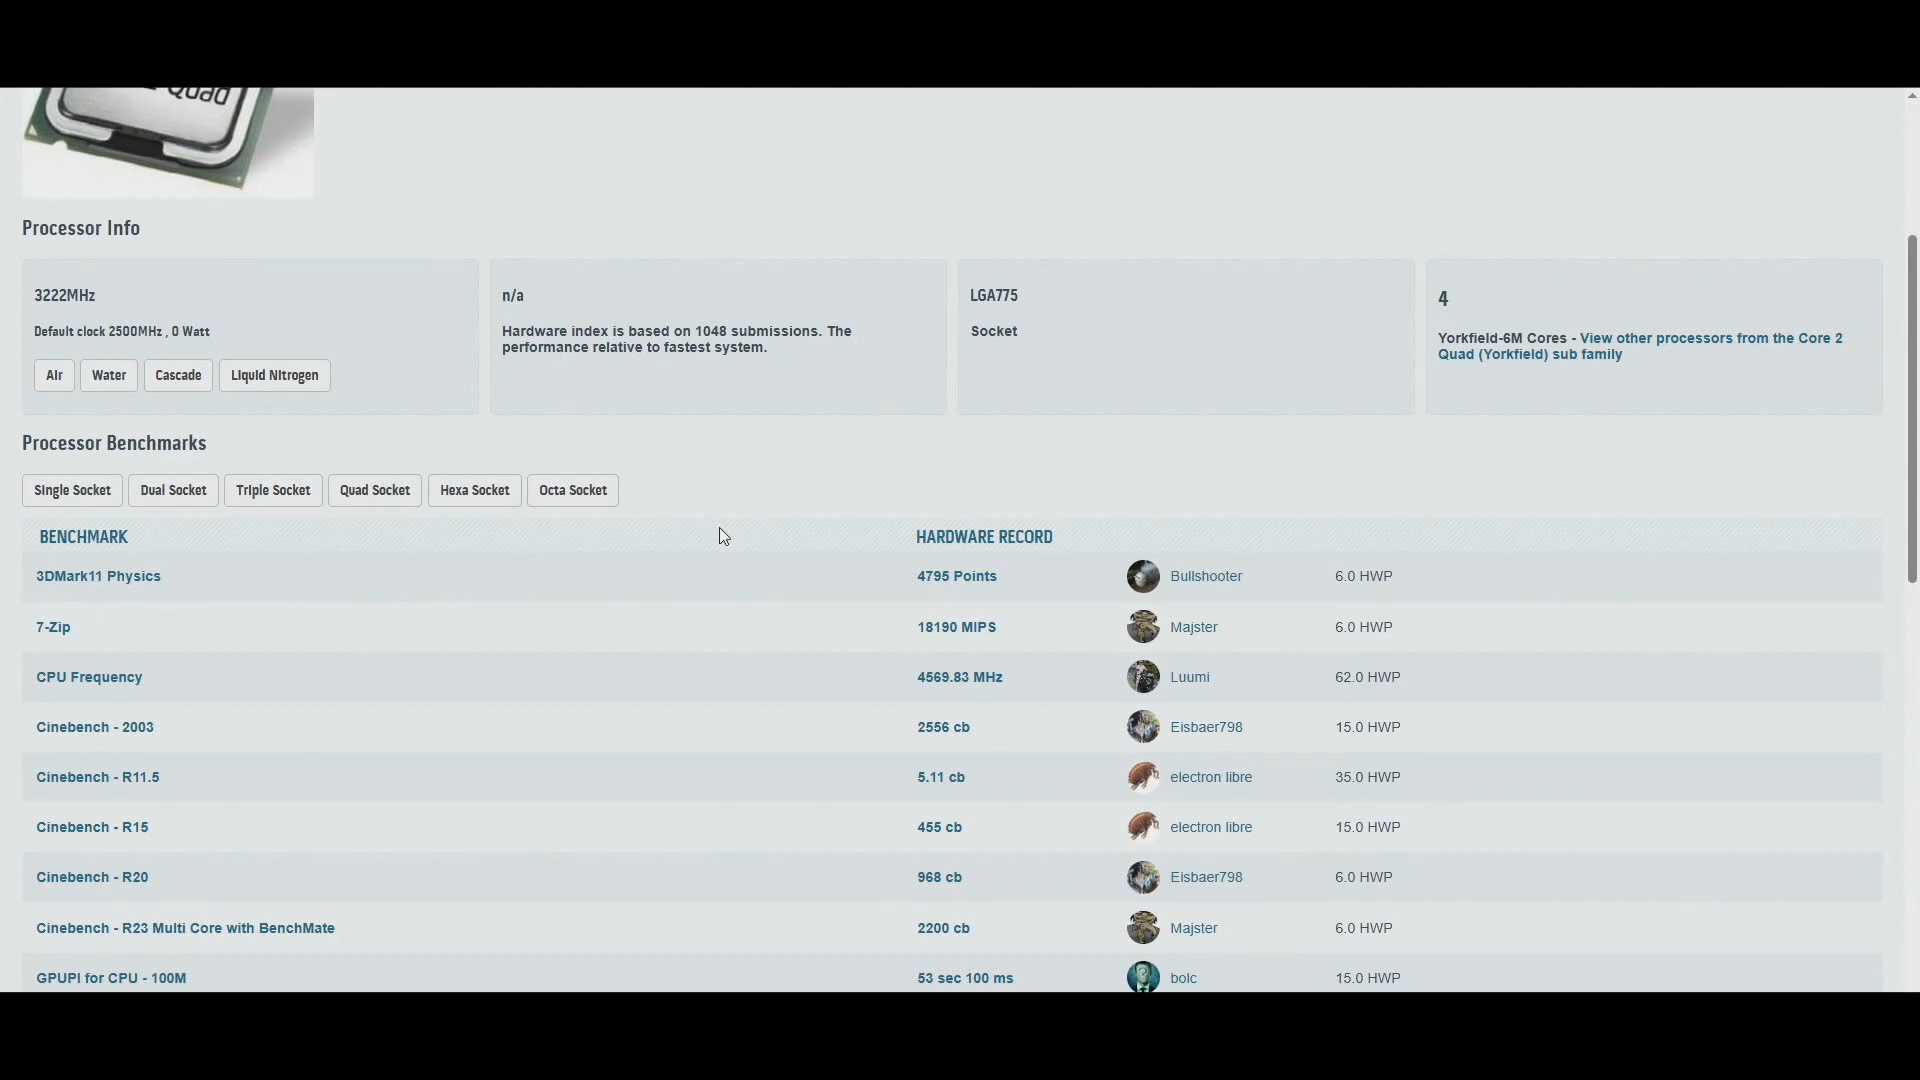 Quad
Processor Info
3222MHz
Default clock 2500MHz , 0 Watt
Air Water Cascade Liquid Nitrogen
n/a
Hardware index is based on 1048 submissions. The
performance relative to fastest system.
LGA775
Socket
4
Yorkfield-6M Cores - View other processors from the Core 2
Quad (Yorkfield) sub family
Processor Benchmarks
Single Socket Dual Socket Triple Socket Quad Socket Hexa Socket Octa Socket
BENCHMARK HARDWARE RECORD
3DMark11 Physics 4795 Points Bullshooter 6.0 HWP
7-Zip 18190 MIPS Majster 6.0 HWP
CPU Frequency 4569.83 MHz Luumi 62.0 HWP
Cinebench - 2003 2556 cb Eisbaer798 15.0 HWP
Cinebench - R11.5 5.11 cb electron libre 35.0 HWP
Cinebench - R15 455 cb electron libre 15.0 HWP
Cinebench - R20 968 cb Eisbaer798 6.0 HWP
Cinebench - R23 Multi Core with BenchMate 2200 cb Majster 6.0 HWP
GPUPI for CPU - 100M 53 sec 100 ms bolc 15.0 HWP